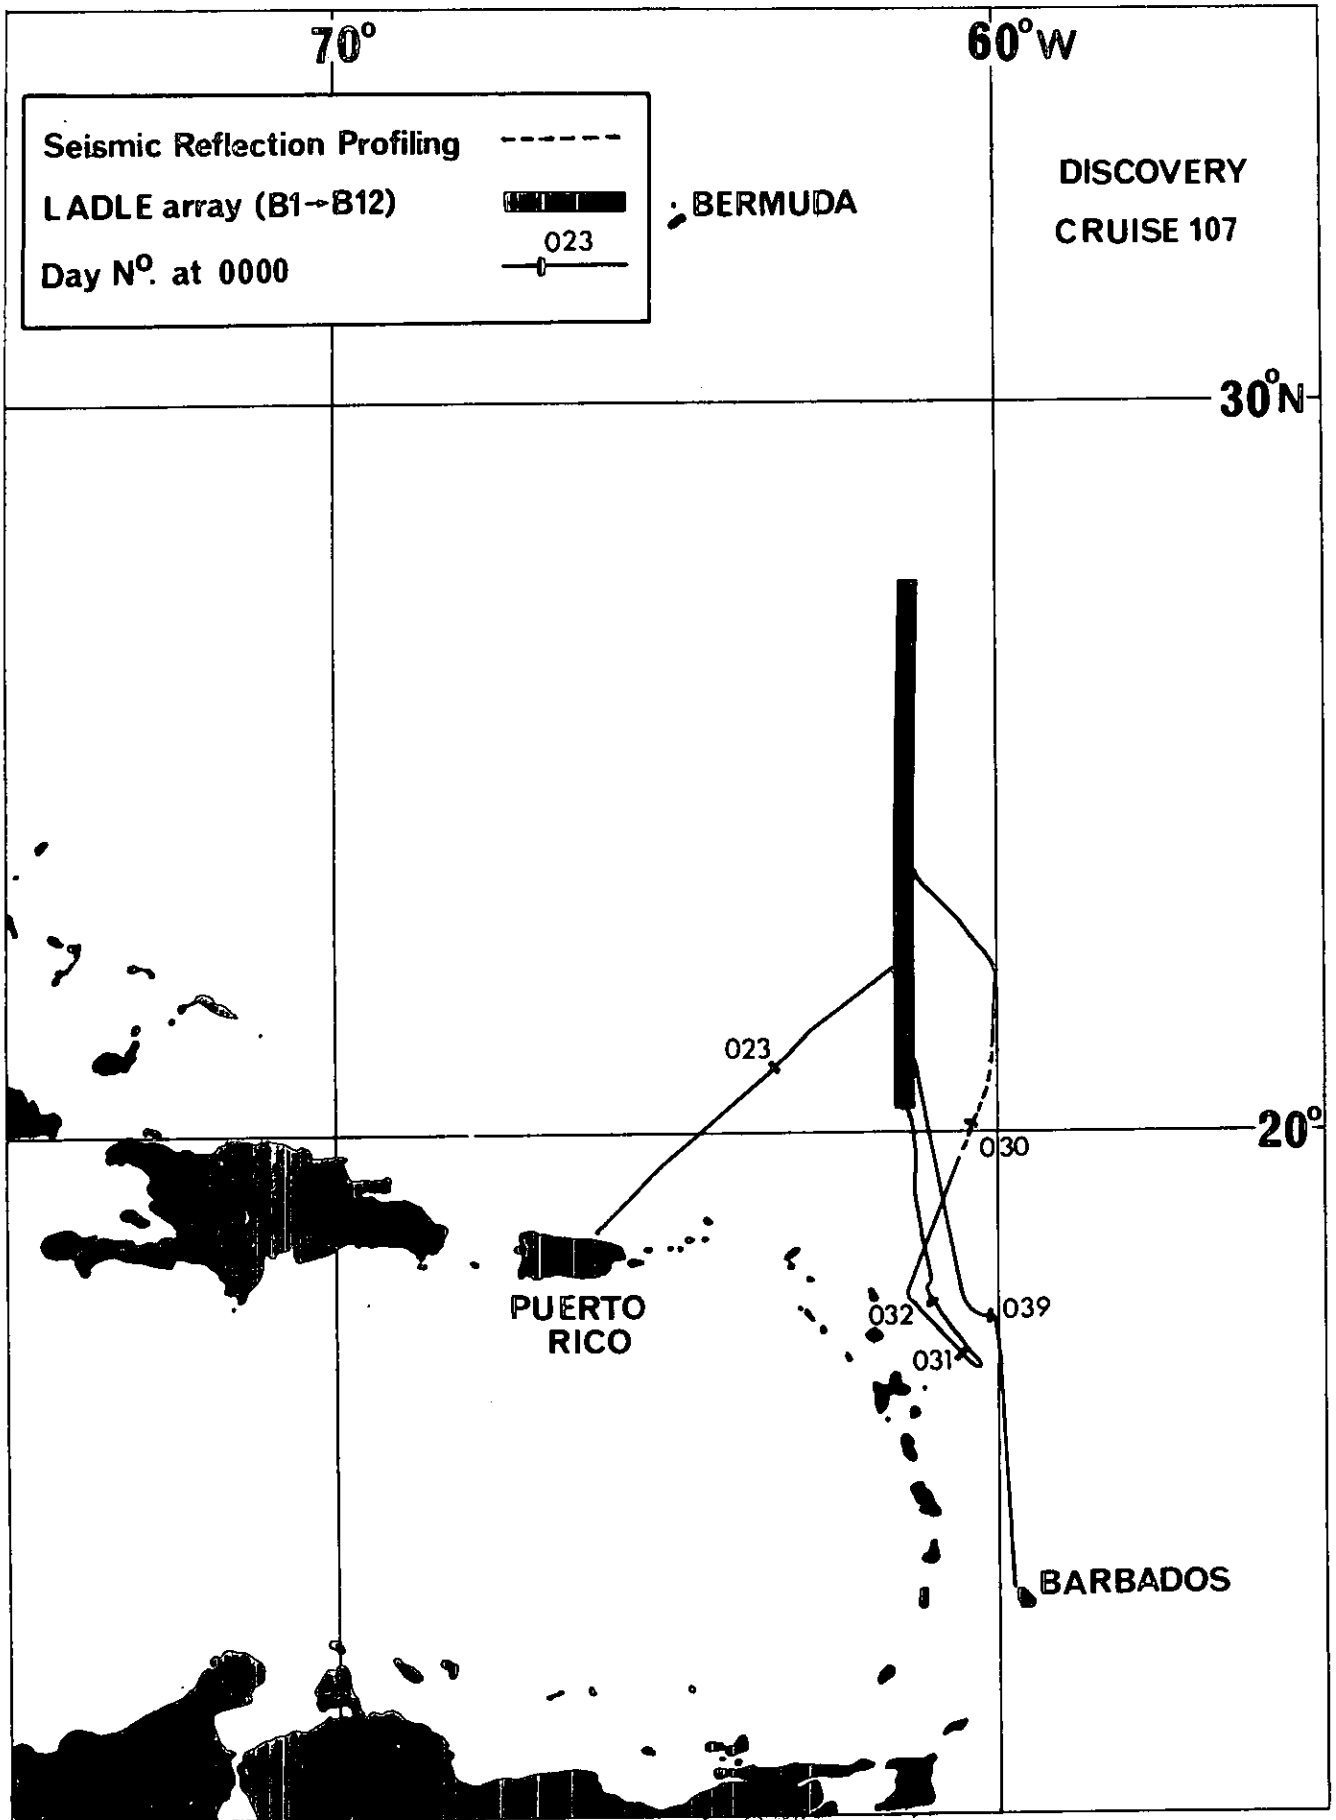 70°
60°W
Seismic Reflection Profiling
LADLE array (B1→B12)
023
Day Nº. at 0000
BERMUDA
DISCOVERY
CRUISE 107
30°N
023
20°
030
PUERTO
RICO
032
039
031
BARBADOS